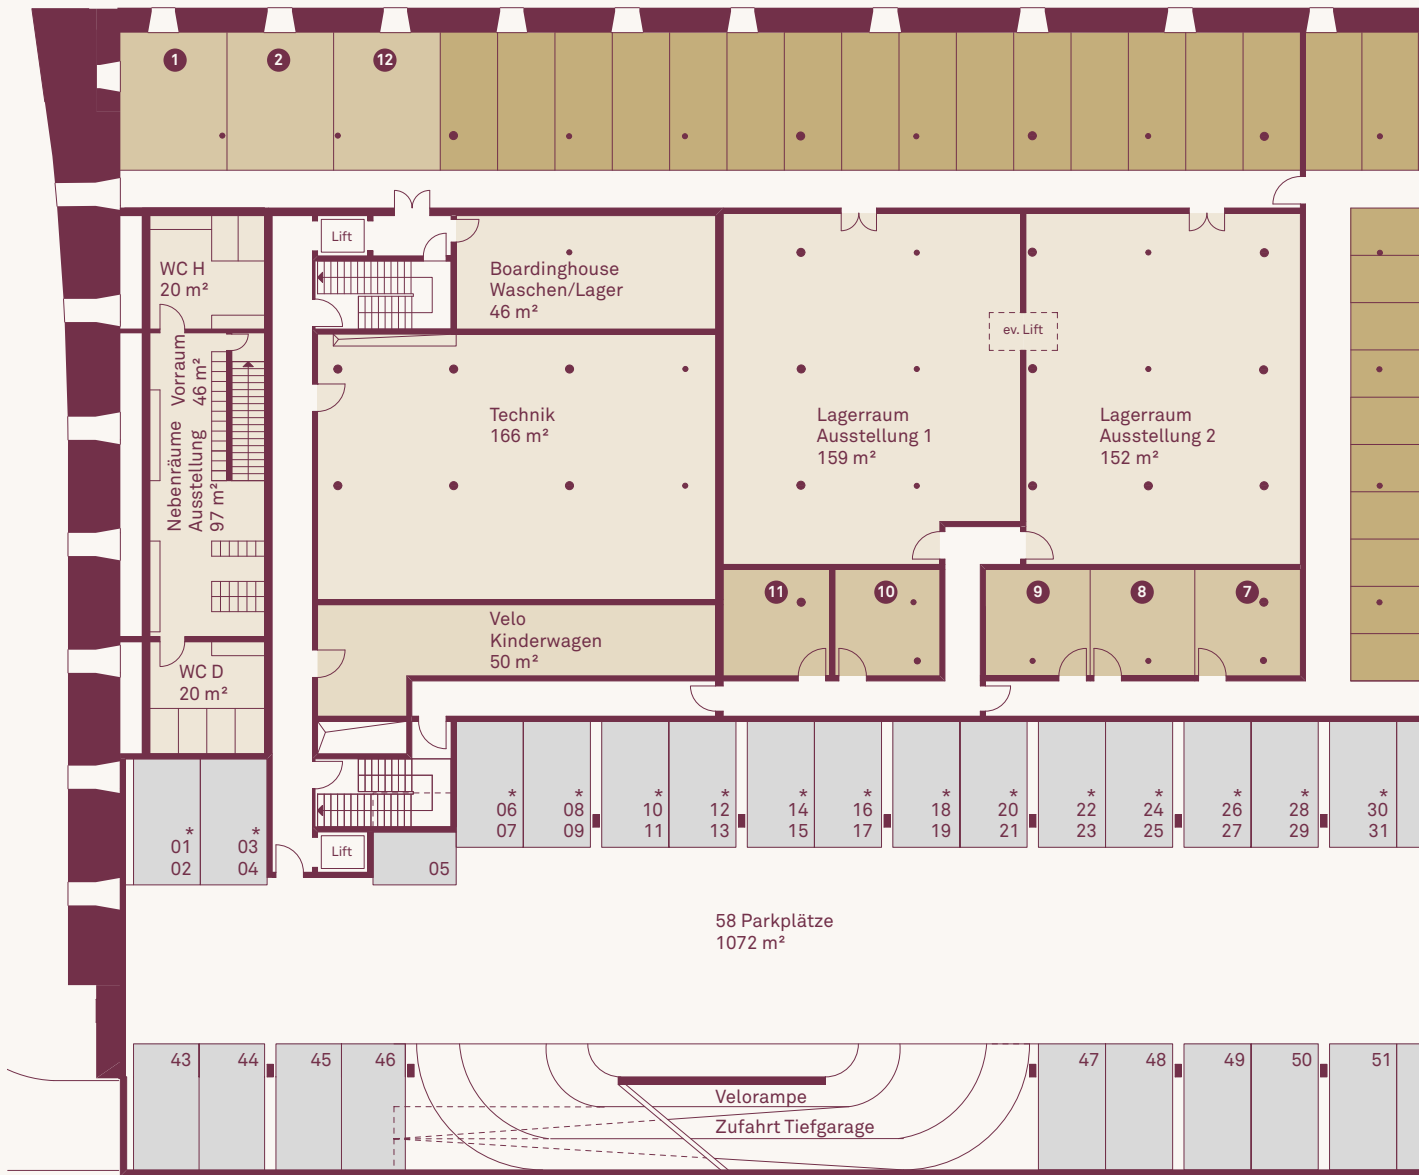 1
2
12
Lift
WC H
20 m²
Boardinghouse
Waschen/Lager
46 m²
ev. Lift
Vorraum
46 m²
Nebenräume
Ausstellung
97 m²
Technik
166 m²
Lagerraum
Ausstellung 1
159 m²
Lagerraum
Ausstellung 2
150 m²
11
10
9
8
7
Velo
Kinderwagen
50 m²
WC D
20 m²
*
01
02
*
03
04
Lift
05
*
06
07
*
08
09
*
10
11
*
12
13
*
14
15
*
16
17
*
18
19
*
20
21
*
22
23
*
24
25
*
26
27
*
28
29
*
30
31
58 Parkplätze
1072 m²
43
44
45
46
47
48
49
50
51
Velorampe
Zufahrt Tiefgarage